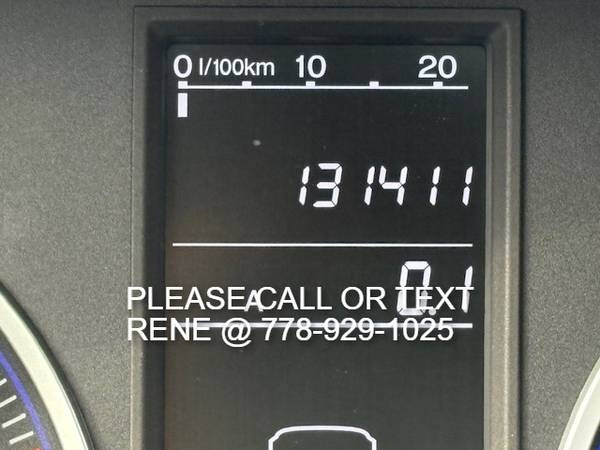 0 l/100km 10 20
131411
A 0.1
PLEASE CALL OR TEXT
RENE @ 778-929-1025